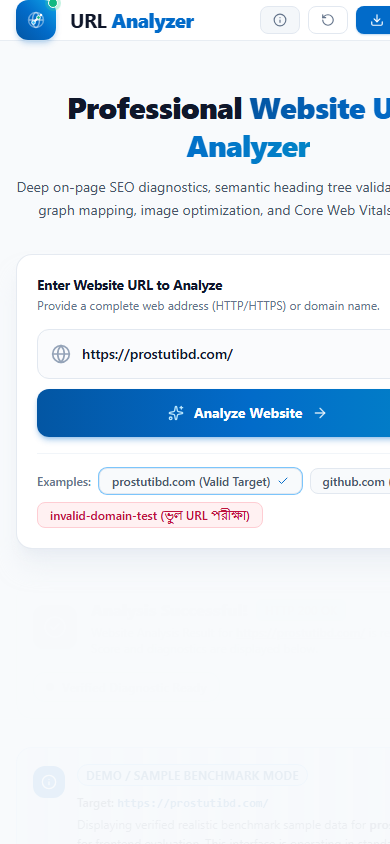 URL Analyzer
Professional Website U
Analyzer
Deep on-page SEO diagnostics, semantic heading tree valida
graph mapping, image optimization, and Core Web Vitals
Enter Website URL to Analyze
Provide a complete web address (HTTP/HTTPS) or domain name.
https://prostutibd.com/
Analyze Website
Examples: prostutibd.com (Valid Target) github.com (
invalid-domain-test (ভুল URL পরীক্ষা)
DEMO / SAMPLE BENCHMARK MODE
Target: https://prostutibd.com/
Displaying verified realistic benchmark sample data for pro